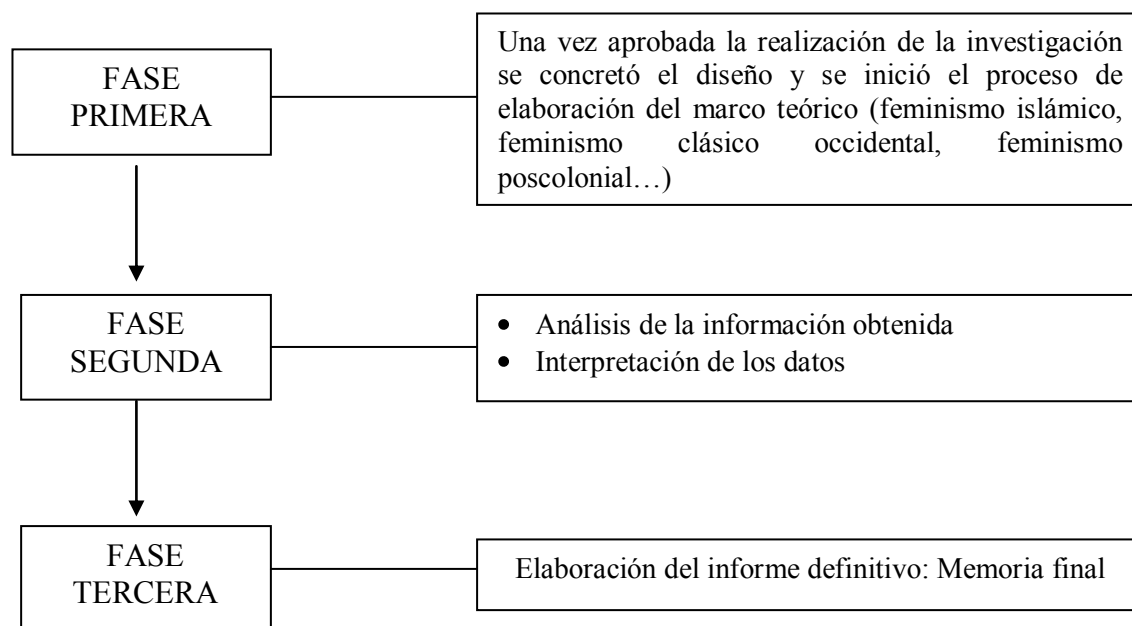 FASE
PRIMERA
Una vez aprobada la realización de la investigación
se concretó el diseño y se inició el proceso de
elaboración del marco teórico (feminismo islámico,
feminismo clásico occidental, feminismo
poscolonial…)
FASE
SEGUNDA
• Análisis de la información obtenida
• Interpretación de los datos
FASE
TERCERA
Elaboración del informe definitivo: Memoria final